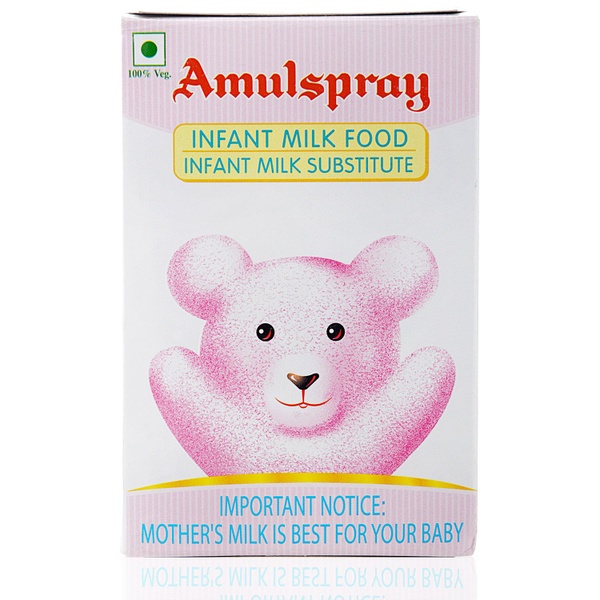 100% Veg.
Amulspray
INFANT MILK FOOD
INFANT MILK SUBSTITUTE
IMPORTANT NOTICE:
MOTHER'S MILK IS BEST FOR YOUR BABY